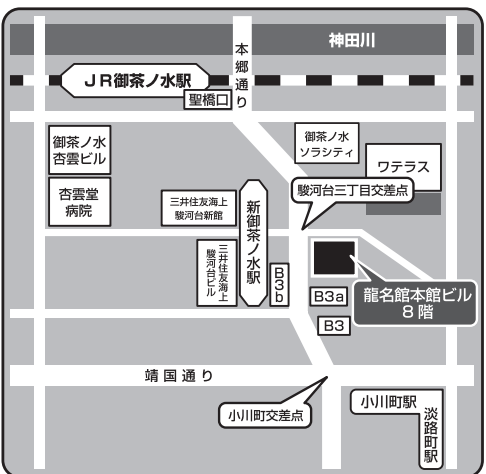 神田川
本郷通り
JR御茶ノ水駅
聖橋口
御茶ノ水
杏雲ビル
御茶ノ水
ソラシティ
ワテラス
杏雲堂
病院
三井住友海上
駿河台新館
新御茶ノ水駅
駿河台三丁目交差点
三井住友海上
駿河台ビル
B3b
B3a
B3
龍名館本館ビル
8階
靖国通り
小川町交差点
小川町駅
淡路町駅